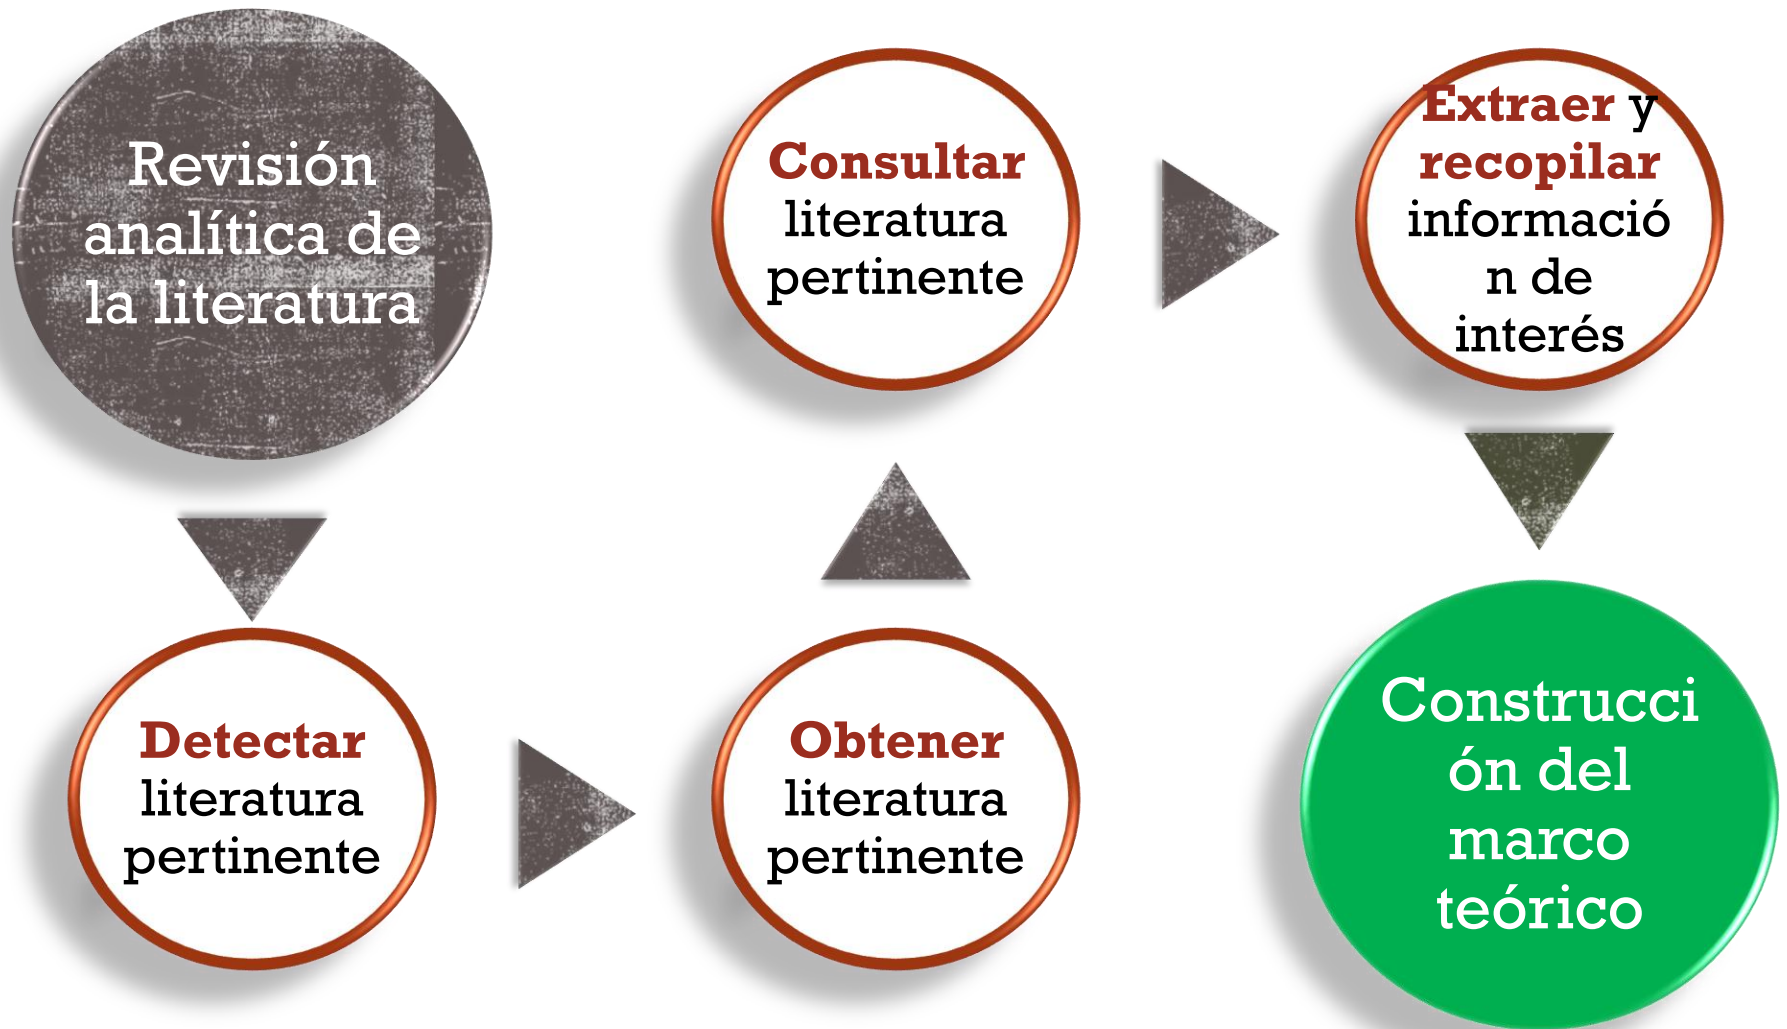 Revisión
analítica de
la literatura
Detectar
literatura
pertinente
Obtener
literatura
pertinente
Consultar
literatura
pertinente
Extraer y
recopilar
informació
n de
interés
Construcci
ón del
marco
teórico